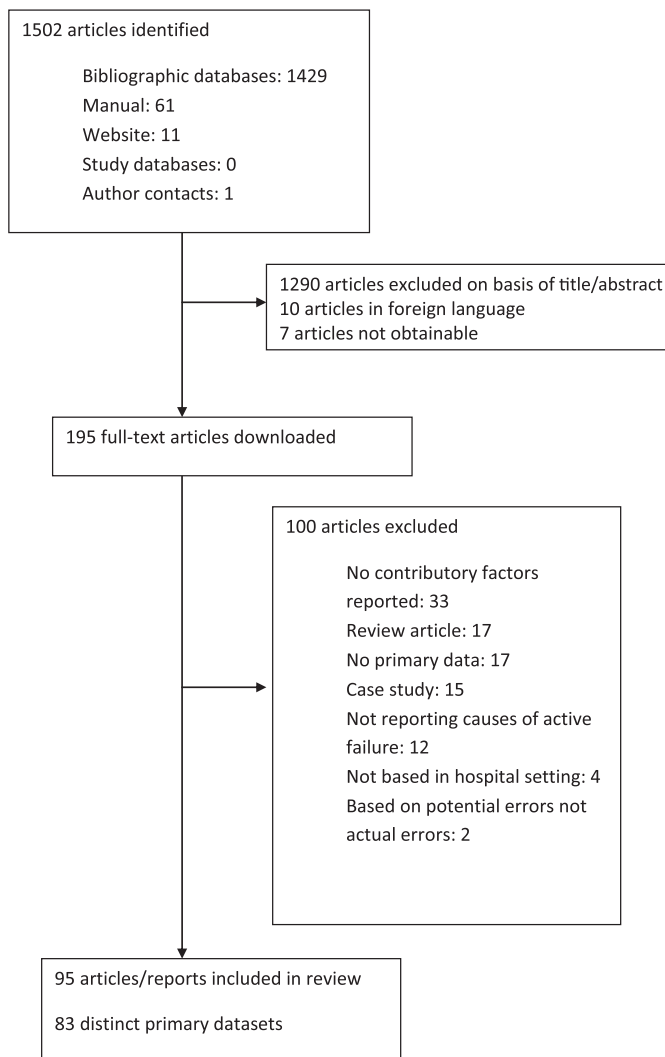 1502 articles identified
Bibliographic databases: 1429
Manual: 61
Website: 11
Study databases: 0
Author contacts: 1
1290 articles excluded on basis of title/abstract
10 articles in foreign language
7 articles not obtainable
195 full-text articles downloaded
100 articles excluded
No contributory factors
reported: 33
Review article: 17
No primary data: 17
Case study: 15
Not reporting causes of active
failure: 12
Not based in hospital setting: 4
Based on potential errors not
actual errors: 2
95 articles/reports included in review
83 distinct primary datasets